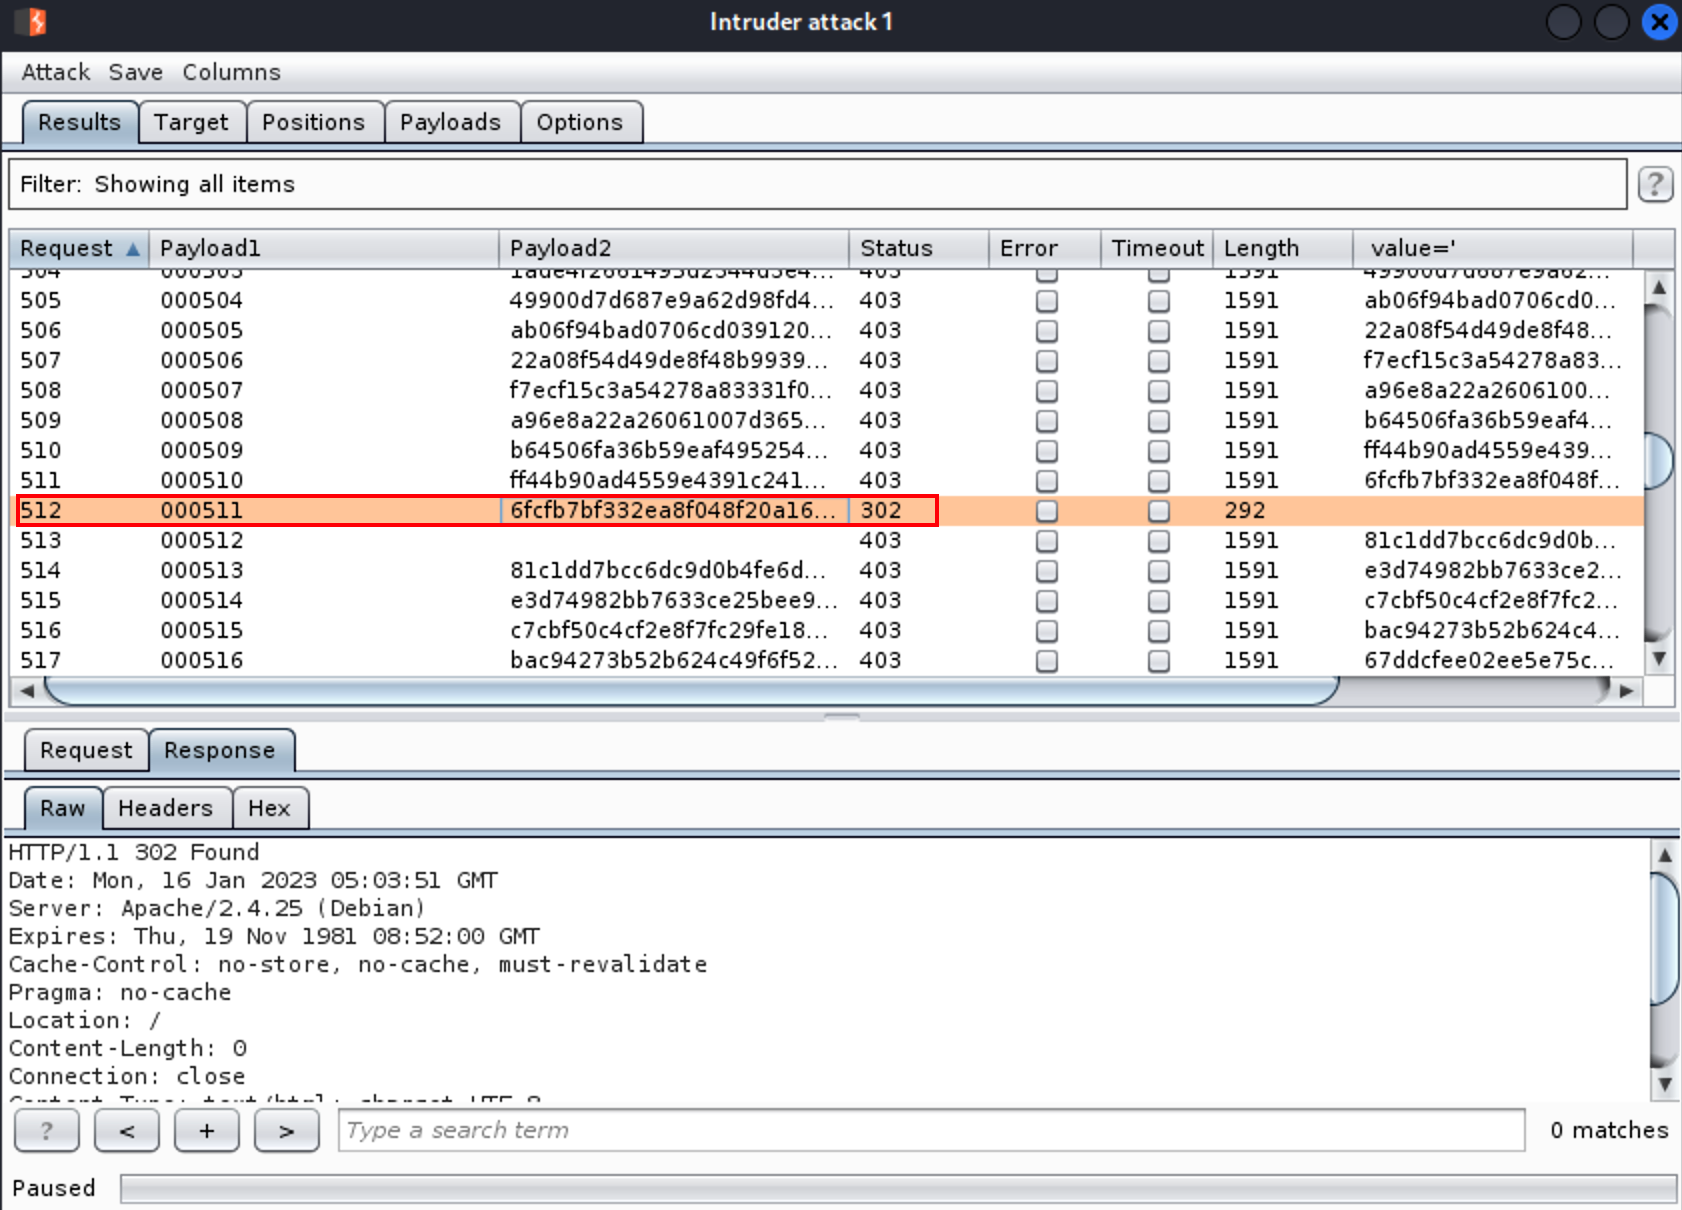 Intruder attack 1
Attack Save Columns
Results Target Positions Payloads Options
Filter: Showing all items ?
Request Payload1 Payload2 Status Error Timeout Length value='
504 000503 1ade4f2661495d2344d5e4... 403 1591 49900d7d687e9a62...
505 000504 49900d7d687e9a62d98fd4... 403 1591 ab06f94bad0706cd0...
506 000505 ab06f94bad0706cd039120... 403 1591 22a08f54d49de8f48...
507 000506 22a08f54d49de8f48b9939... 403 1591 f7ecf15c3a54278a83...
508 000507 f7ecf15c3a54278a83331f0... 403 1591 a96e8a22a2606100...
509 000508 a96e8a22a26061007d365... 403 1591 b64506fa36b59eaf4...
510 000509 b64506fa36b59eaf495254... 403 1591 ff44b90ad4559e439...
511 000510 ff44b90ad4559e4391c241... 403 1591 6fcfb7bf332ea8f048f...
512 000511 6fcfb7bf332ea8f048f20a16... 302 292
513 000512 403 1591 81c1dd7bcc6dc9d0b...
514 000513 81c1dd7bcc6dc9d0b4fe6d... 403 1591 e3d74982bb7633ce2...
515 000514 e3d74982bb7633ce25bee9... 403 1591 c7cbf50c4cf2e8f7fc2...
516 000515 c7cbf50c4cf2e8f7fc29fe18... 403 1591 bac94273b52b624c4...
517 000516 bac94273b52b624c49f6f52... 403 1591 67ddcfee02ee5e75c...
Request Response
Raw Headers Hex
HTTP/1.1 302 Found
Date: Mon, 16 Jan 2023 05:03:51 GMT
Server: Apache/2.4.25 (Debian)
Expires: Thu, 19 Nov 1981 08:52:00 GMT
Cache-Control: no-store, no-cache, must-revalidate
Pragma: no-cache
Location: /
Content-Length: 0
Connection: close
Content-Type: text/html; charset=UTF-8
? < + > Type a search term 0 matches
Paused